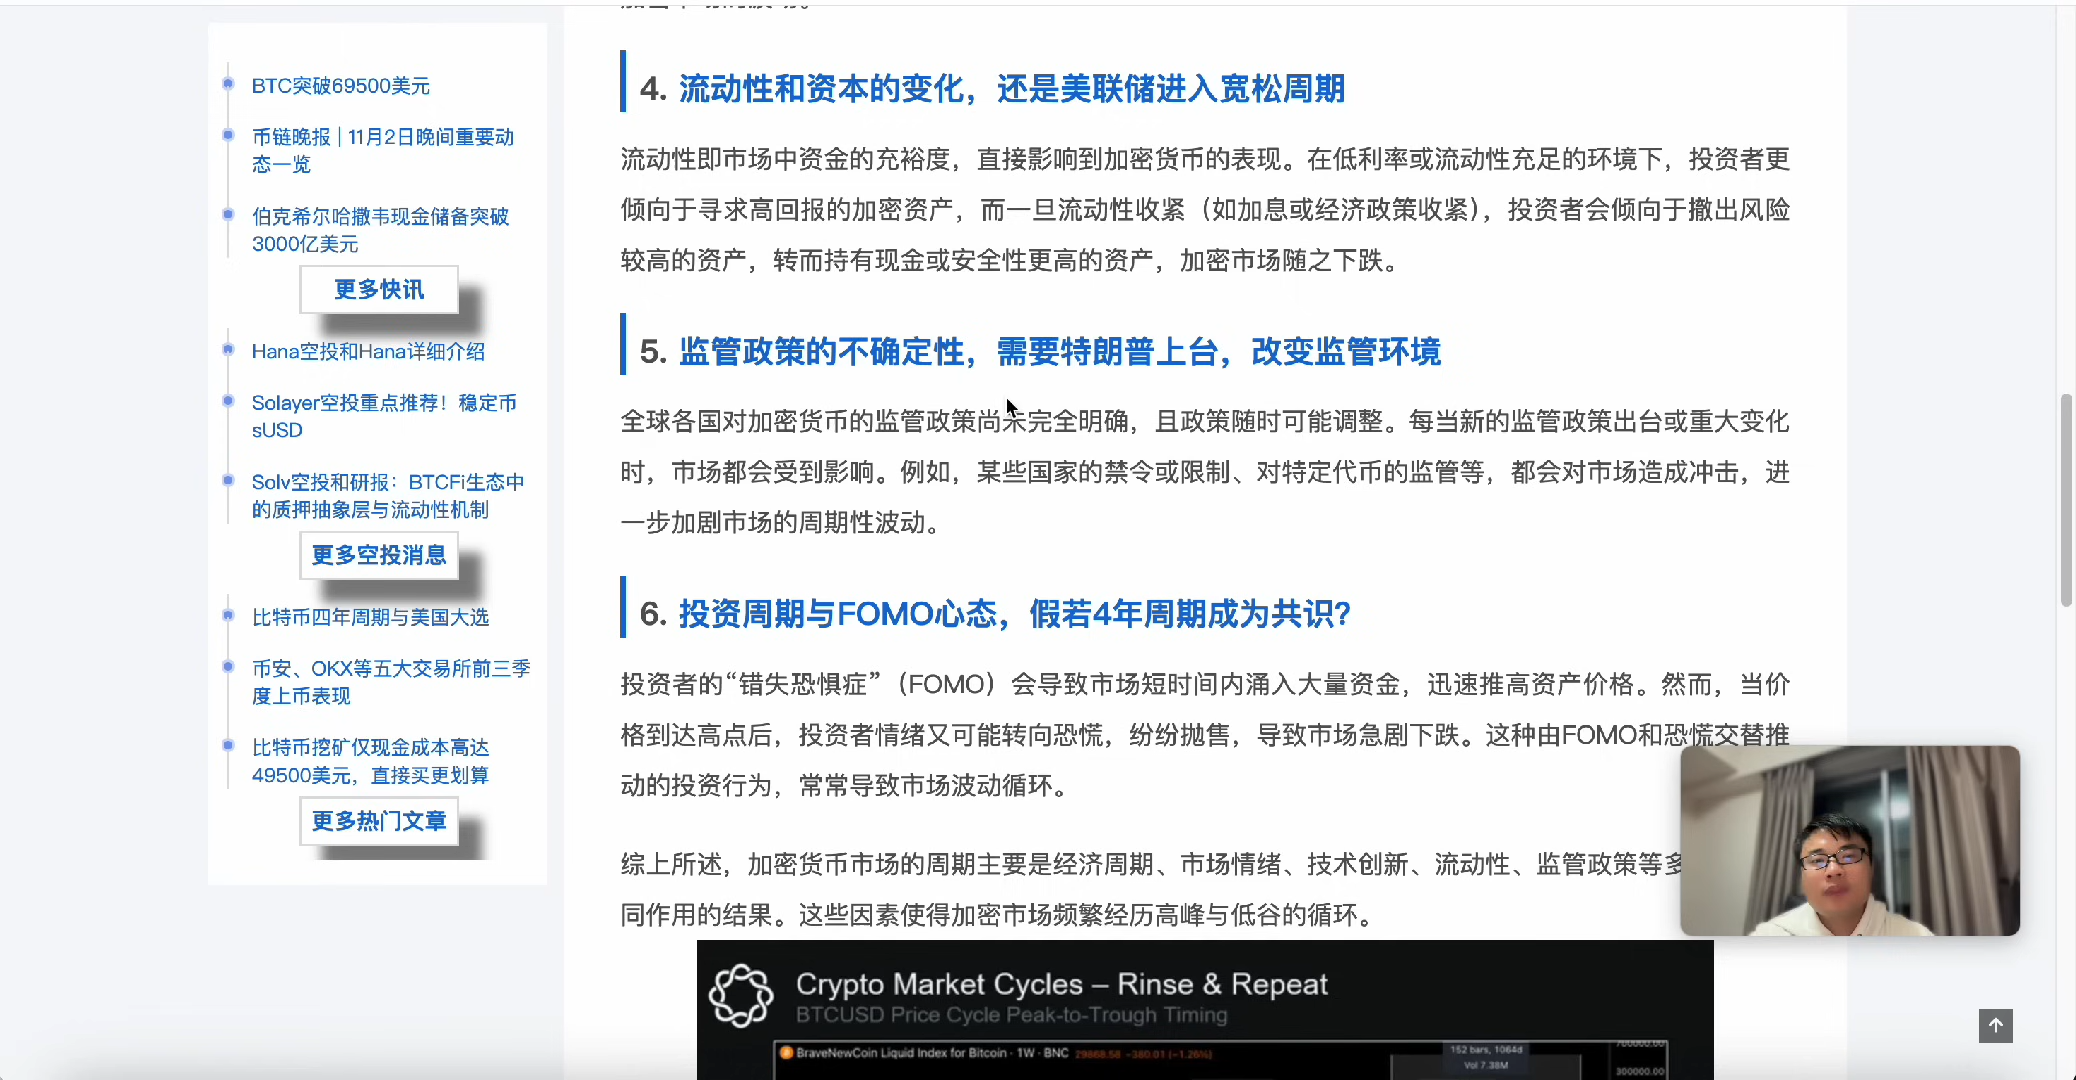 BTC突破69500美元
币链晚报 | 11月2日晚间重要动
态一览
伯克希尔哈撒韦现金储备突破
3000亿美元
更多快讯
Hana空投和Hana详细介绍
Solayer空投重点推荐！稳定币
sUSD
Solv空投和研报：BTCFi生态中
的质押抽象层与流动性机制
更多空投消息
比特币四年周期与美国大选
币安、OKX等五大交易所前三季
度上币表现
比特币挖矿仅现金成本高达
49500美元，直接买更划算
更多热门文章
4. 流动性和资本的变化，还是美联储进入宽松周期
流动性即市场中资金的充裕度，直接影响到加密货币的表现。在低利率或流动性充足的环境下，投资者更
倾向于寻求高回报的加密资产，而一旦流动性收紧（如加息或经济政策收紧），投资者会倾向于撤出风险
较高的资产，转而持有现金或安全性更高的资产，加密市场随之下跌。
5. 监管政策的不确定性，需要特朗普上台，改变监管环境
全球各国对加密货币的监管政策尚未完全明确，且政策随时可能调整。每当新的监管政策出台或重大变化
时，市场都会受到影响。例如，某些国家的禁令或限制、对特定代币的监管等，都会对市场造成冲击，进
一步加剧市场的周期性波动。
6. 投资周期与FOMO心态，假若4年周期成为共识？
投资者的“错失恐惧症”（FOMO）会导致市场短时间内涌入大量资金，迅速推高资产价格。然而，当价
格到达高点后，投资者情绪又可能转向恐慌，纷纷抛售，导致市场急剧下跌。这种由FOMO和恐慌交替推
动的投资行为，常常导致市场波动循环。
综上所述，加密货币市场的周期主要是经济周期、市场情绪、技术创新、流动性、监管政策等多
同作用的结果。这些因素使得加密市场频繁经历高峰与低谷的循环。
Crypto Market Cycles – Rinse & Repeat
BTCUSD Price Cycle Peak-to-Trough Timing
BraveNewCoin Liquid Index for Bitcoin · 1W · BNC 29868.58 −380.01 (−1.26%)
152 bars, 1064d
Vol 7.38M
700000.00
300000.00